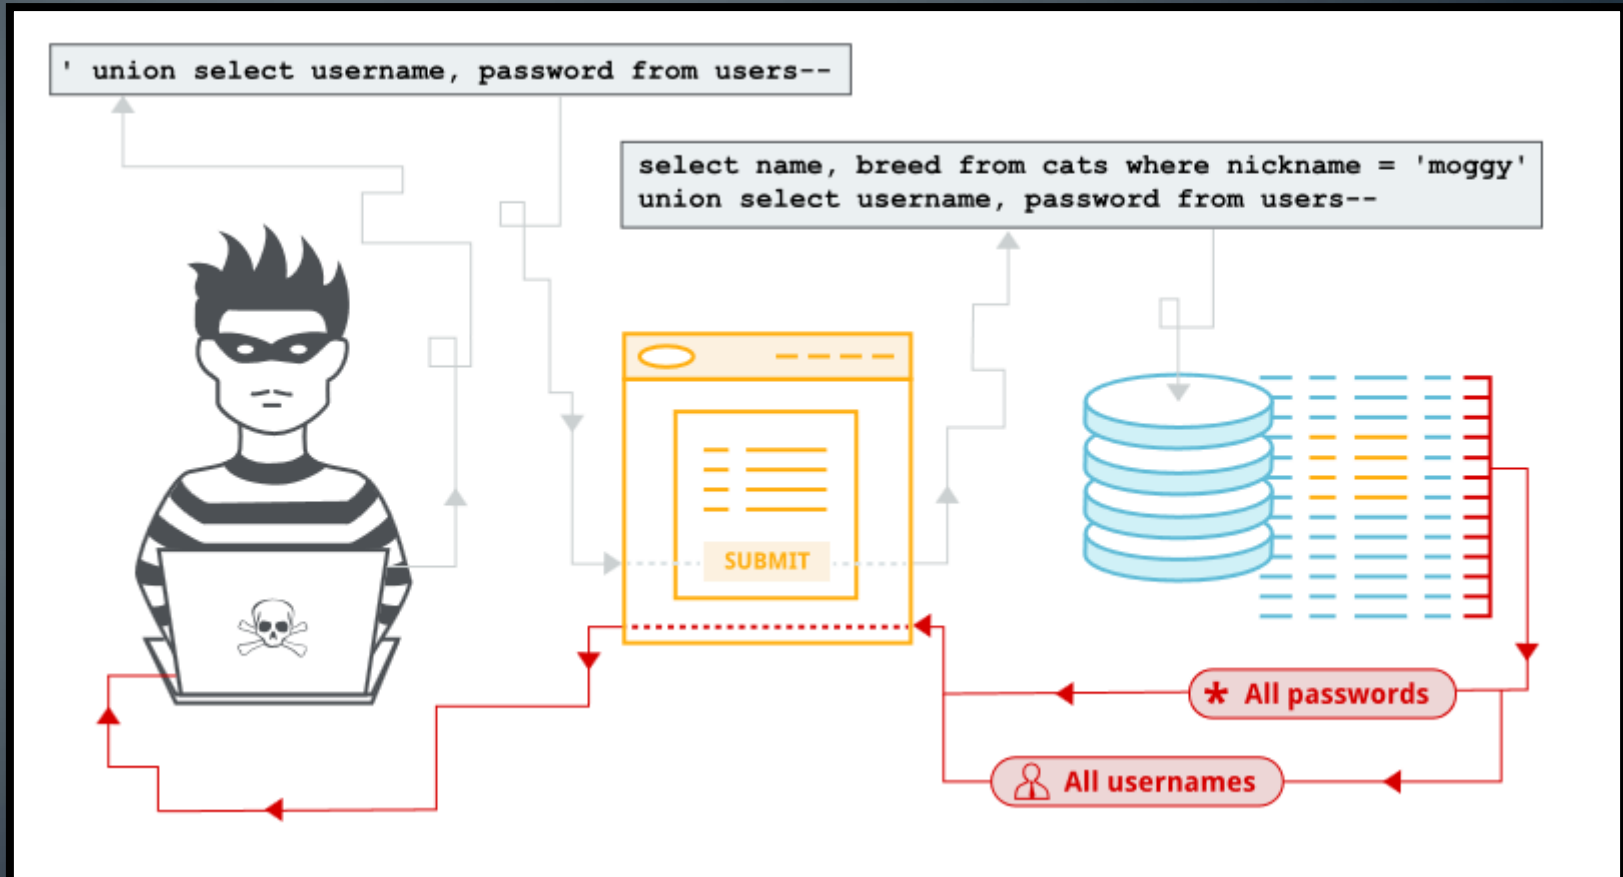 ' union select username, password from users--
select name, breed from cats where nickname = 'moggy'
union select username, password from users--
SUBMIT
* All passwords
All usernames